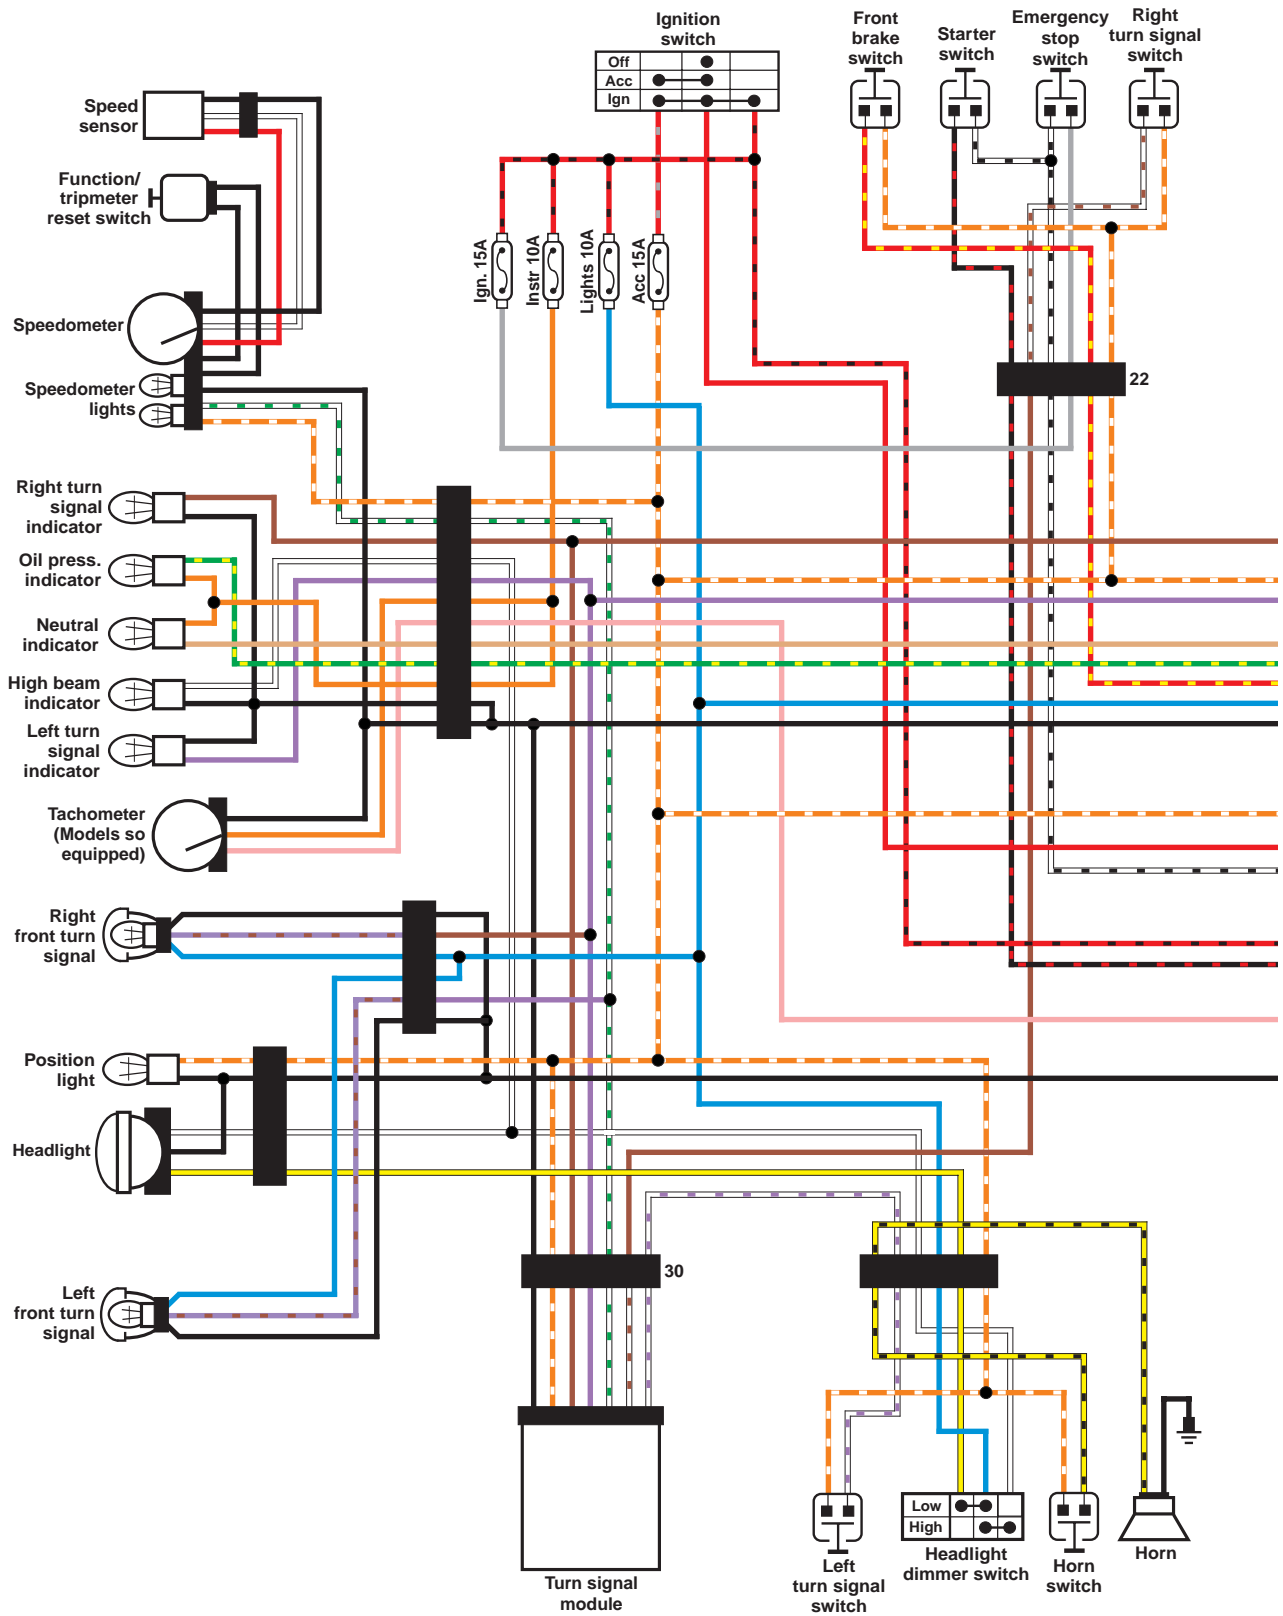 Ignition
switch
Off
Acc
Ign
Front
brake
switch
Starter
switch
Emergency
stop
switch
Right
turn signal
switch
Speed
sensor
Function/
tripmeter
reset switch
Speedometer
Speedometer
lights
Ign. 15A
Instr 10A
Lights 10A
Acc 15A
22
Right turn
signal
indicator
Oil press.
indicator
Neutral
indicator
High beam
indicator
Left turn
signal
indicator
Tachometer
(Models so
equipped)
Right
front turn
signal
Position
light
Headlight
Left
front turn
signal
30
Turn signal
module
Left
turn signal
switch
Low
High
Headlight
dimmer switch
Horn
switch
Horn